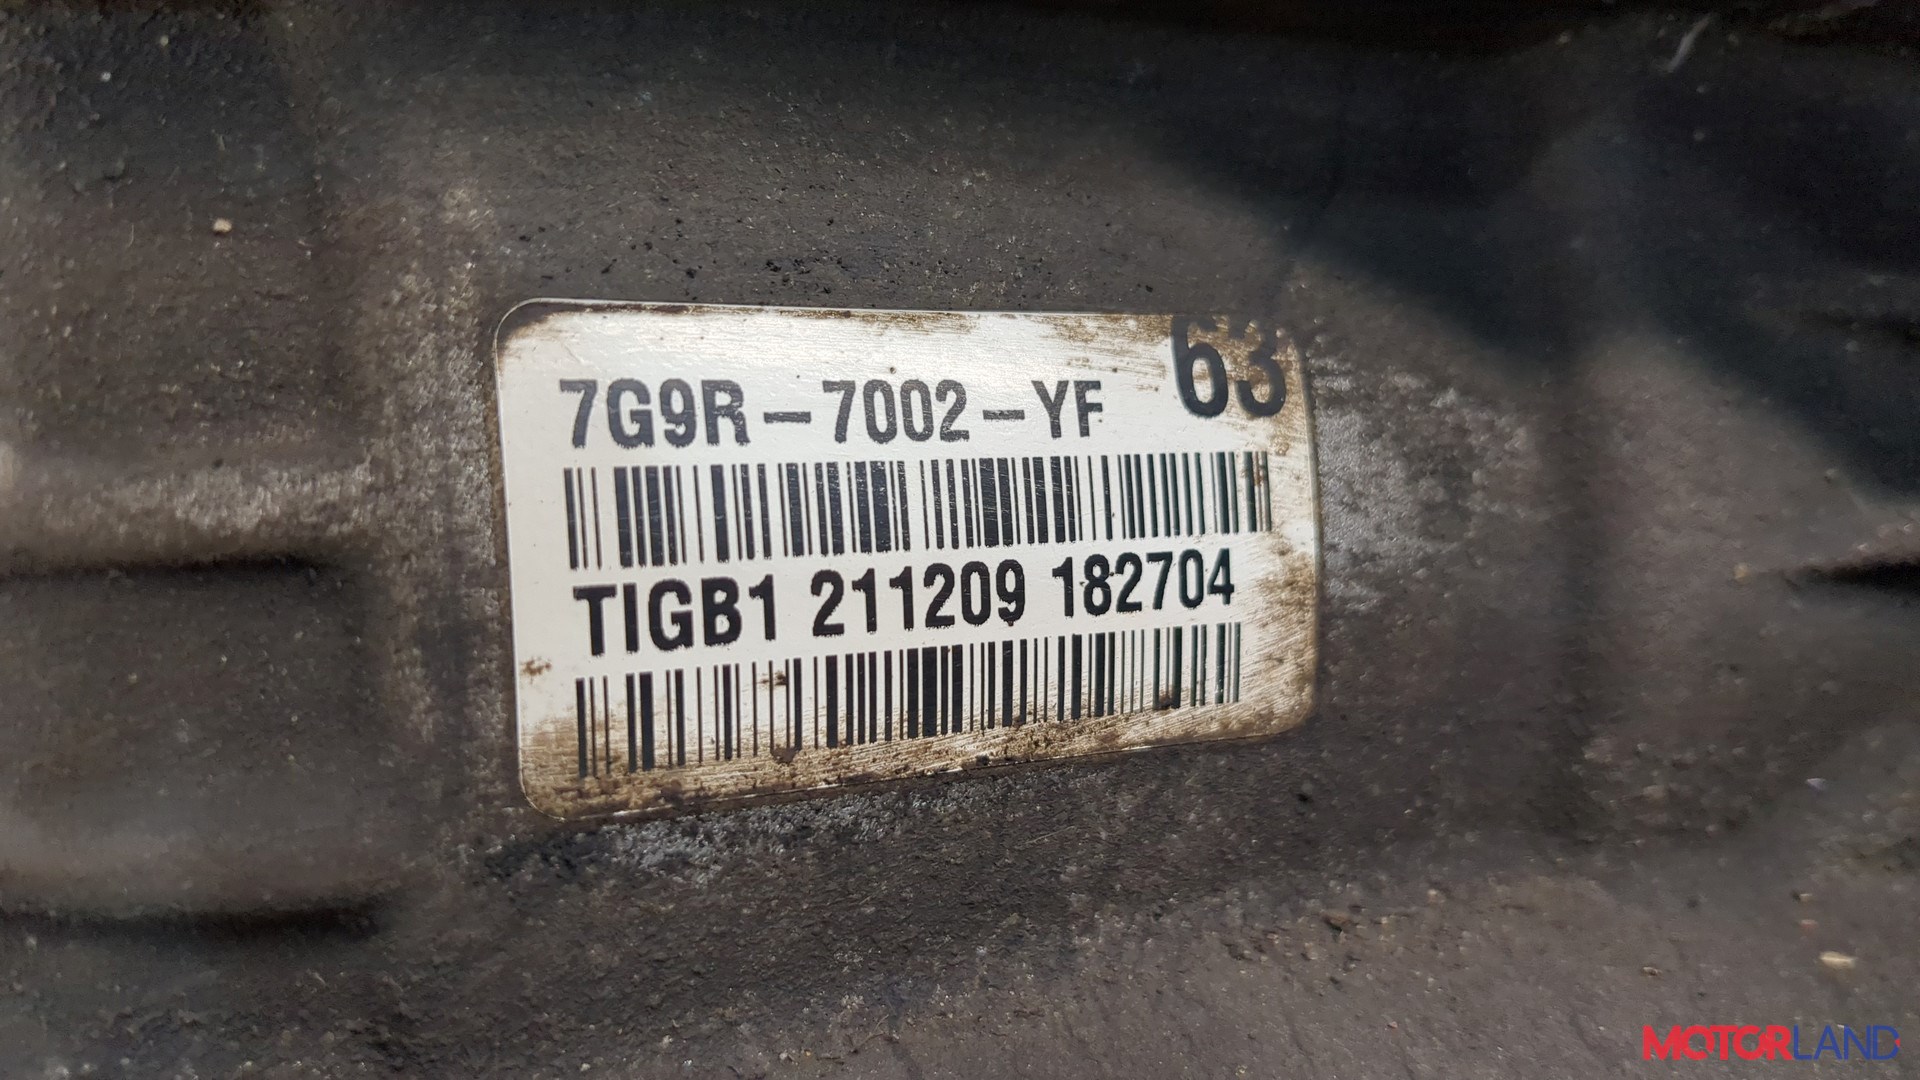 63
7G9R-7002-YF
TIGB1 211209 182704
MOTORLAND